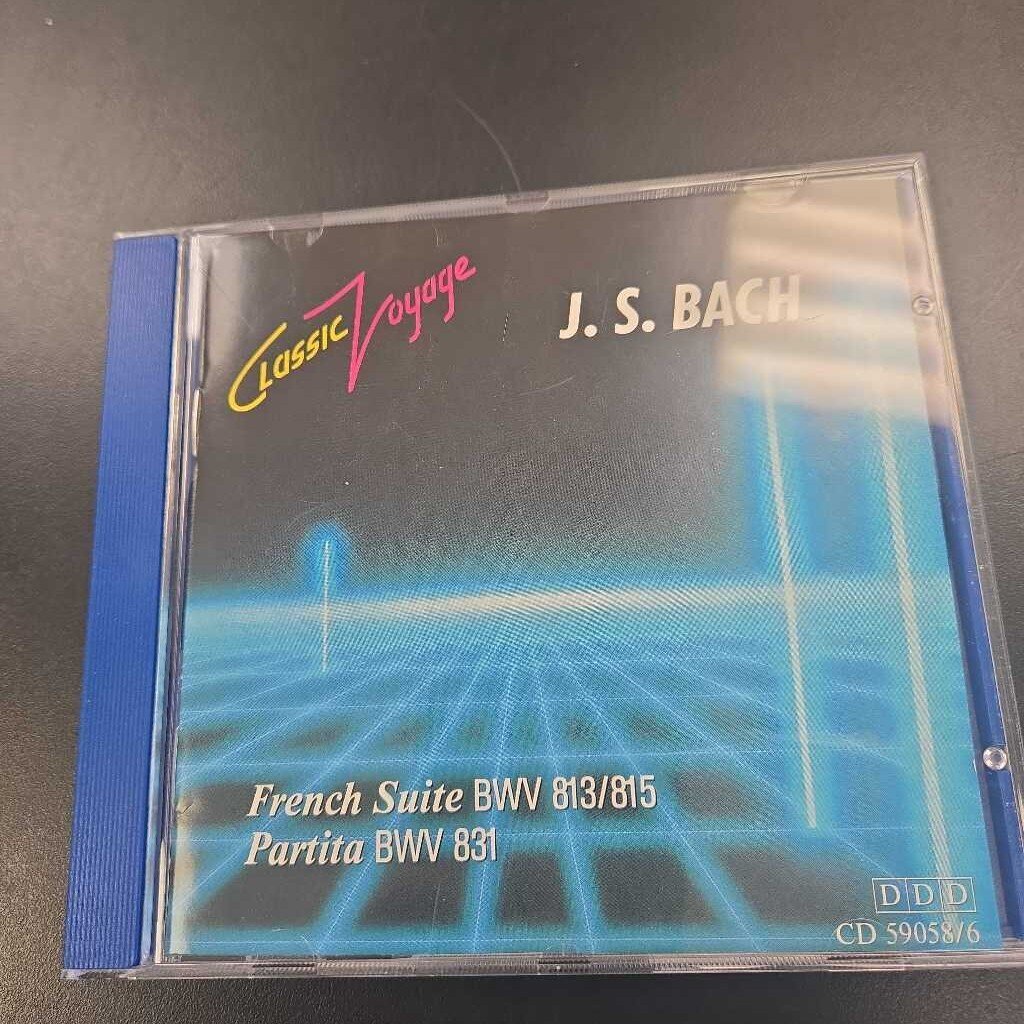 Classic Voyage
J. S. BACH
French Suite BWV 813/815
Partita BWV 831
DDD
CD 59058/6